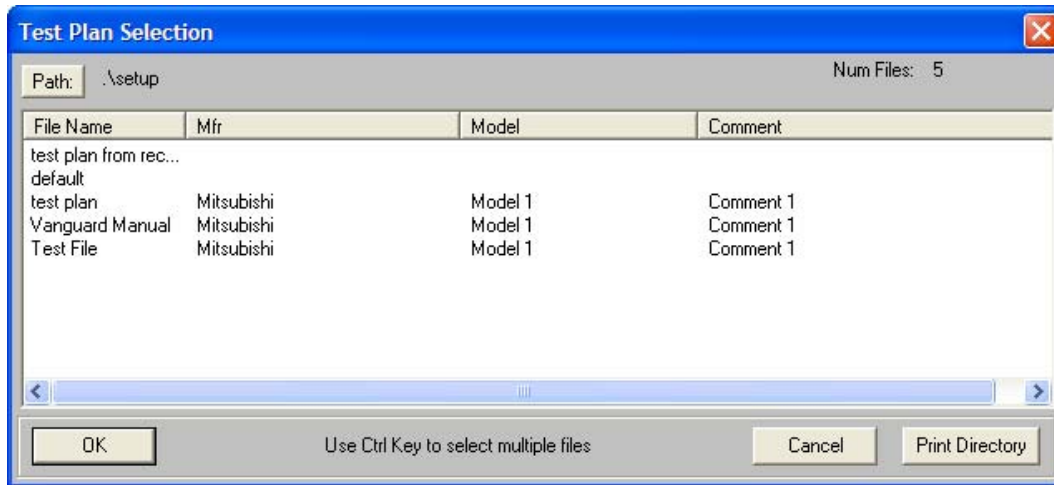 Test Plan Selection
Path: .\setup Num Files: 5
File Name Mfr Model Comment
test plan from rec...
default
test plan Mitsubishi Model 1 Comment 1
Vanguard Manual Mitsubishi Model 1 Comment 1
Test File Mitsubishi Model 1 Comment 1
OK Use Ctrl Key to select multiple files Cancel Print Directory